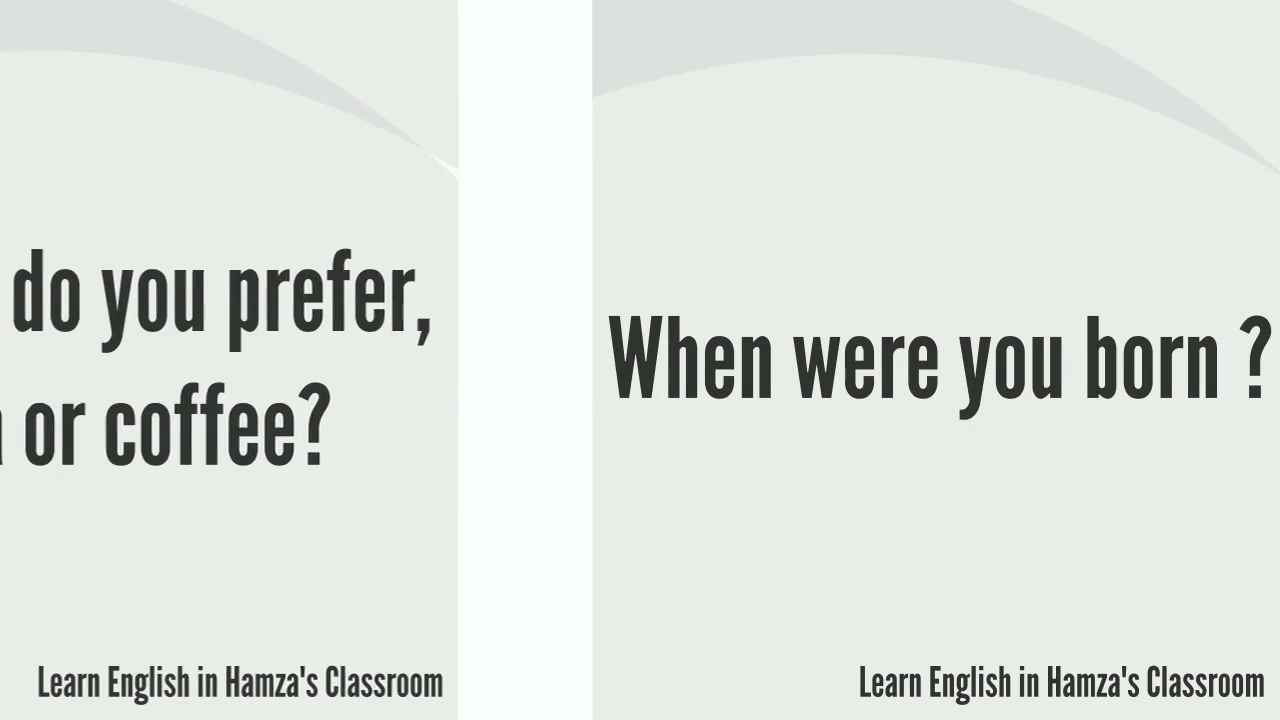 do you prefer,
or coffee?
Learn English in Hamza's Classroom
When were you born ?
Learn English in Hamza's Classroom